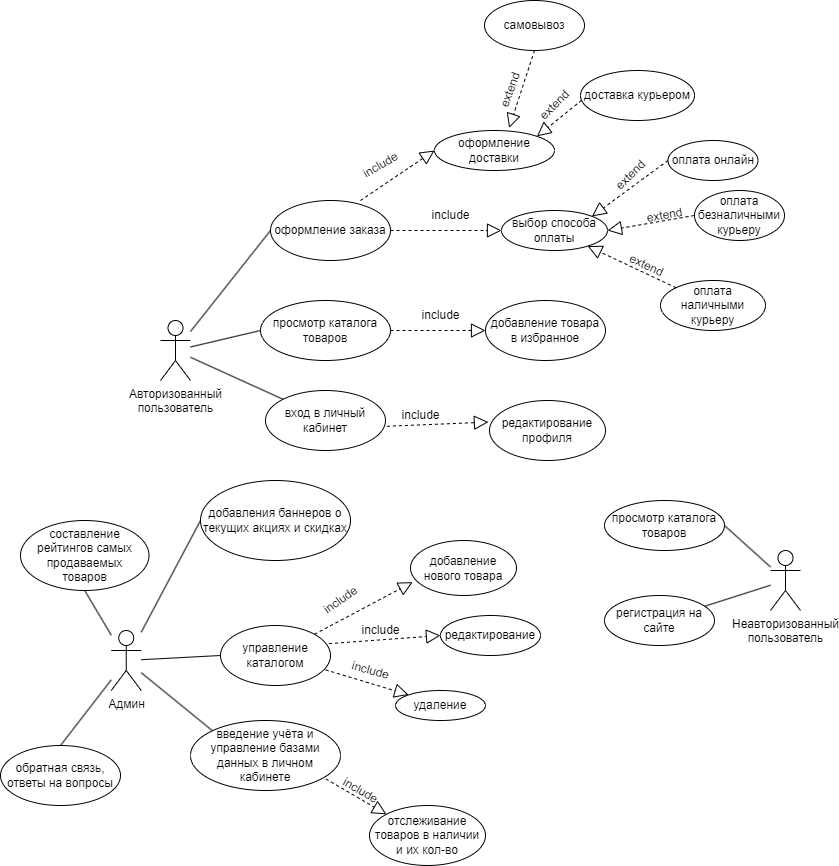 самовывоз
extend
доставка курьером
extend
оформление
доставки
include
оплата онлайн
extend
оплата
безналичными
курьеру
extend
оформление заказа
include
выбор способа
оплаты
extend
оплата
наличными
курьеру
просмотр каталога
товаров
include
добавление товара
в избранное
Авторизованный
пользователь
вход в личный
кабинет
include
редактирование
профиля
добавления баннеров о
текущих акциях и скидках
составление
рейтингов самых
продаваемых
товаров
просмотр каталога
товаров
добавление
нового товара
include
регистрация на
сайте
Неавторизованный
пользователь
управление
каталогом
include
редактирование
include
удаление
Админ
введение учёта и
управление базами
данных в личном
кабинете
обратная связь,
ответы на вопросы
include
отслеживание
товаров в наличии
и их кол-во